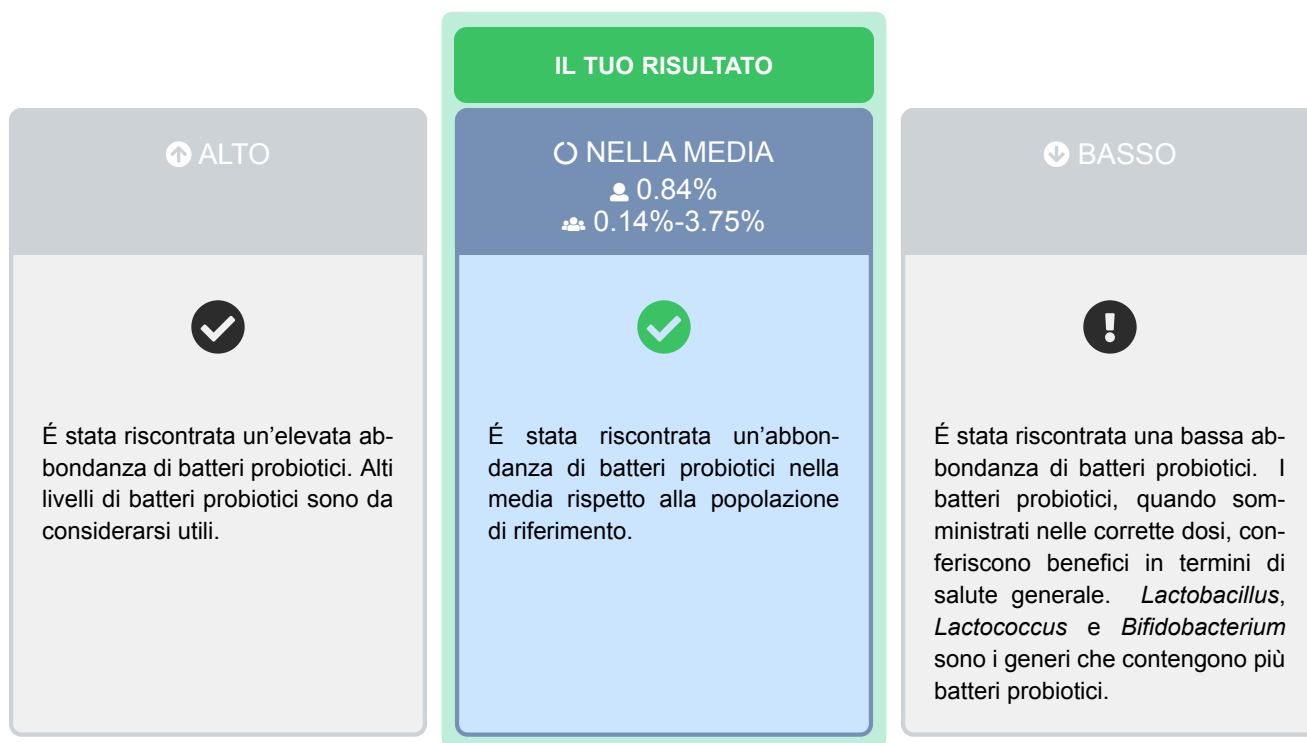 IL TUO RISULTATO
ALTO
É stata riscontrata un'elevata ab-
bondanza di batteri probiotici. Alti
livelli di batteri probiotici sono da
considerarsi utili.
NELLA MEDIA
0.84%
0.14%-3.75%
É stata riscontrata un'abbon-
danza di batteri probiotici nella
media rispetto alla popolazione
di riferimento.
BASSO
É stata riscontrata una bassa ab-
bondanza di batteri probiotici. I
batteri probiotici, quando som-
ministrati nelle corrette dosi, con-
feriscono benefici in termini di
salute generale. Lactobacillus,
Lactococcus e Bifidobacterium
sono i generi che contengono più
batteri probiotici.